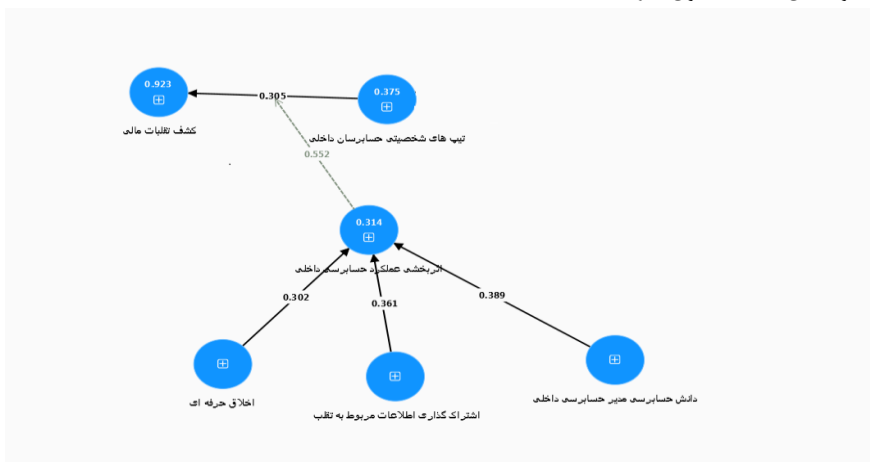 0.923
0.375
0.305
کشف تقلبات مالی
تیپ های شخصیتی حسابرسان داخلی
0.552
0.314
اثربخشی عملکرد حسابرسی داخلی
0.302
0.361
0.389
اخلاق حرفه ای
اشتراک گذاری اطلاعات مربوط به تقلب
دانش حسابرسی مدیر حسابرسی داخلی